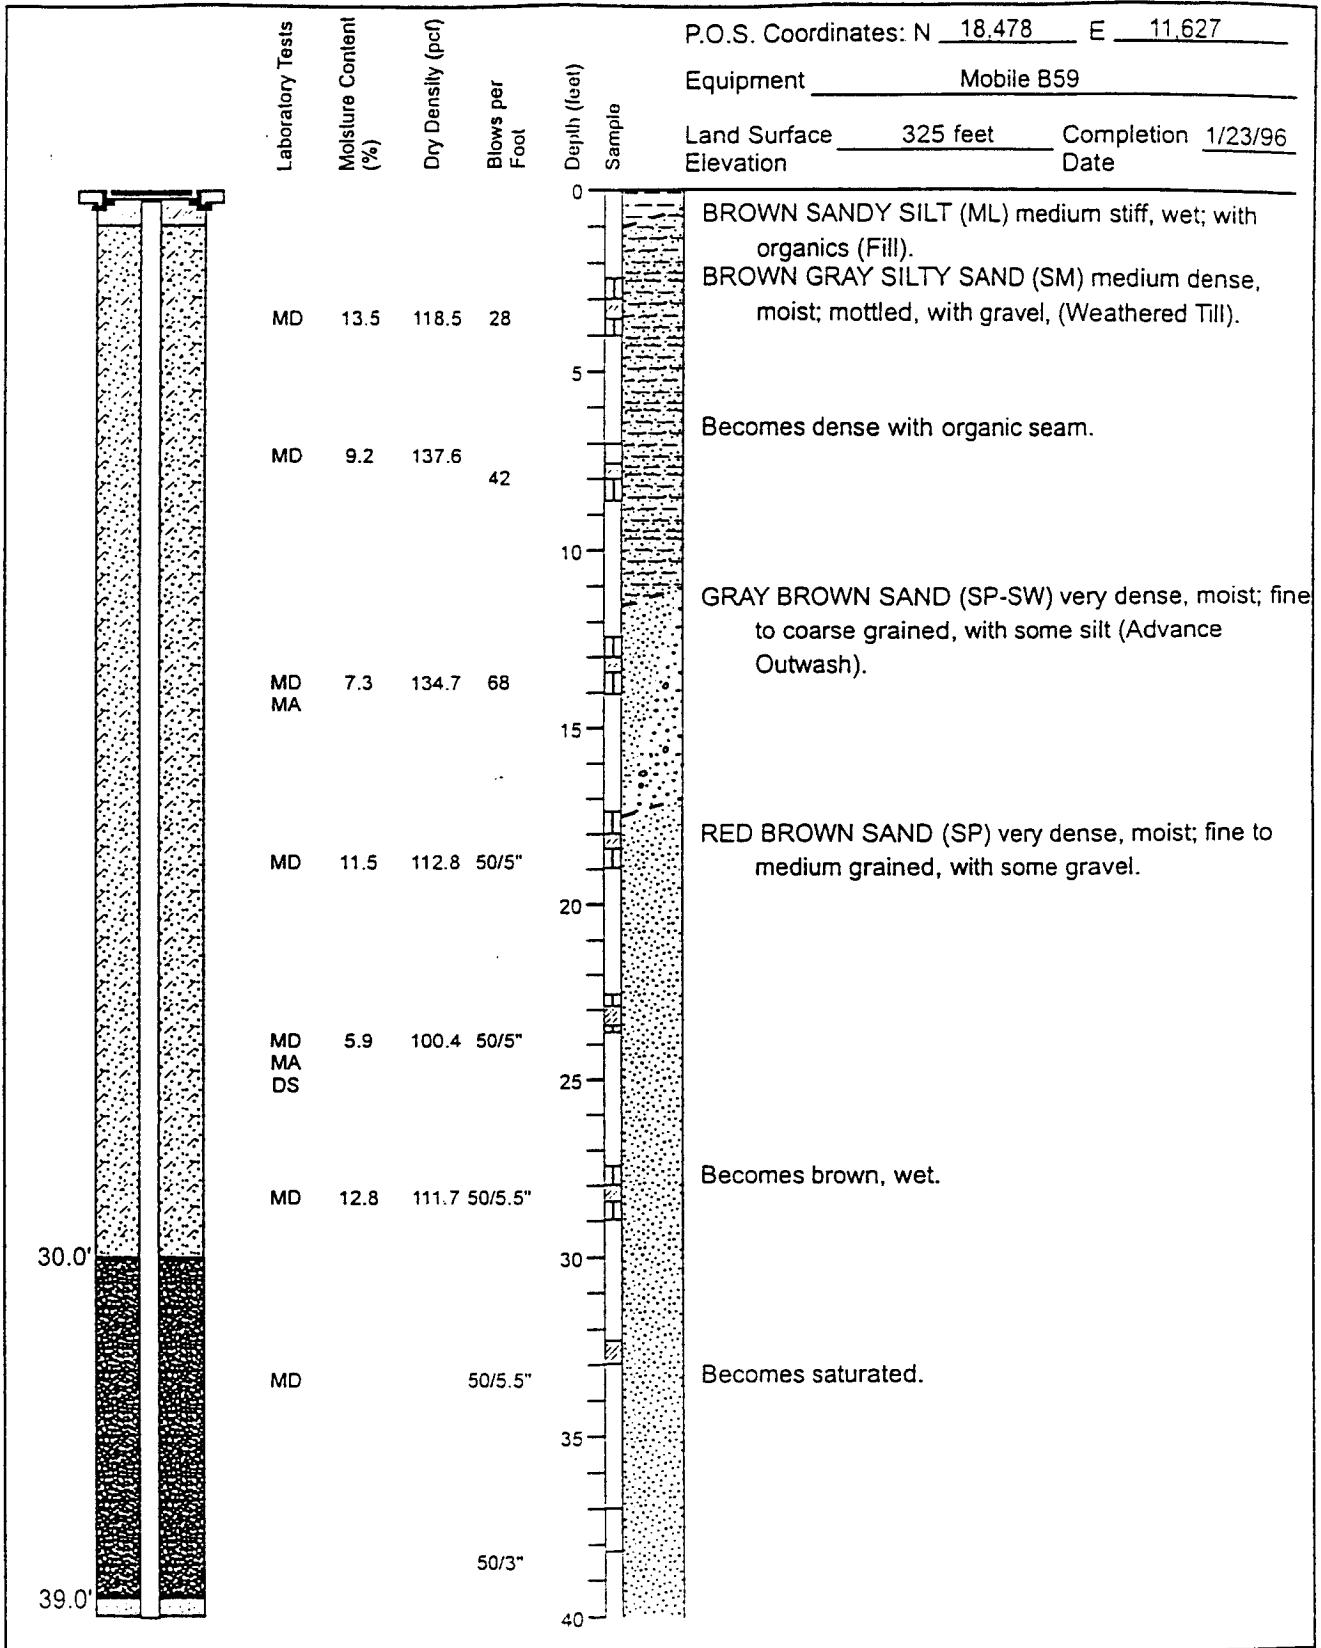 P.O.S. Coordinates: N 18,478 E 11,627
Equipment Mobile B59
Land Surface Elevation 325 feet Completion Date 1/23/96
Laboratory Tests
Moisture Content (%)
Dry Density (pcf)
Blows per Foot
Depth (feet)
Sample
0
BROWN SANDY SILT (ML) medium stiff, wet; with
organics (Fill).
BROWN GRAY SILTY SAND (SM) medium dense,
moist; mottled, with gravel, (Weathered Till).
MD 13.5 118.5 28
5
Becomes dense with organic seam.
MD 9.2 137.6
42
10
GRAY BROWN SAND (SP-SW) very dense, moist; fine
to coarse grained, with some silt (Advance
Outwash).
MD 7.3 134.7 68
MA
15
RED BROWN SAND (SP) very dense, moist; fine to
medium grained, with some gravel.
MD 11.5 112.8 50/5"
20
MD 5.9 100.4 50/5"
MA
DS
25
Becomes brown, wet.
MD 12.8 111.7 50/5.5"
30.0'
30
Becomes saturated.
MD 50/5.5"
35
50/3"
39.0'
40